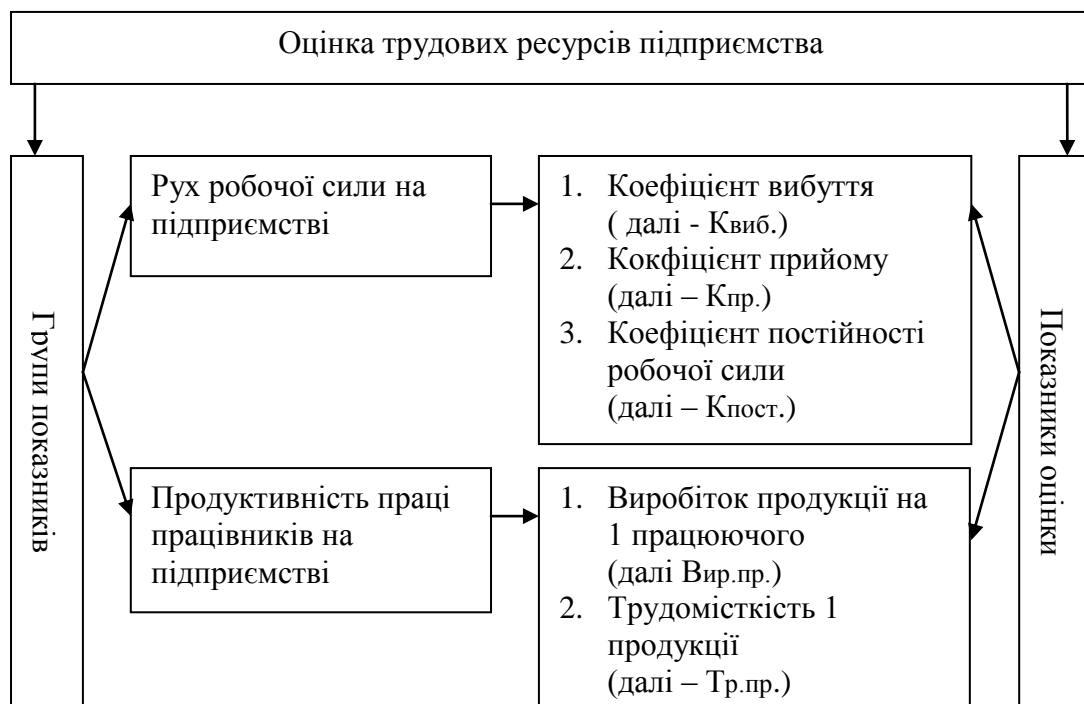 Оцінка трудових ресурсів підприємства
Групи показників
Рух робочої сили на
підприємстві
1. Коефіцієнт вибуття
( далі - Квиб.)
2. Кокфіцієнт прийому
(далі – Кпр.)
3. Коефіцієнт постійності
робочої сили
(далі – Кпост.)
Продуктивність праці
працівників на
підприємстві
1. Виробіток продукції на
1 працюючого
(далі Вир.пр.)
2. Трудомісткість 1
продукції
(далі – Тр.пр.)
Показники оцінки